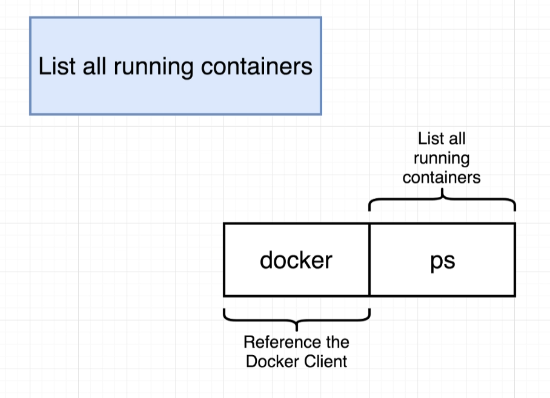 List all running containers
List all
running
containers
docker
ps
Reference the
Docker Client